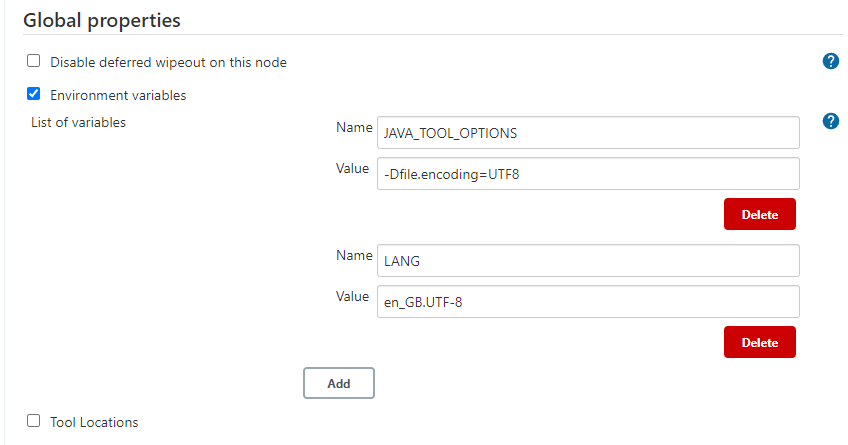 Global properties
Disable deferred wipeout on this node
?
Environment variables
List of variables
?
Name JAVA_TOOL_OPTIONS
Value -Dfile.encoding=UTF8
Delete
Name LANG
Value en_GB.UTF-8
Delete
Add
Tool Locations